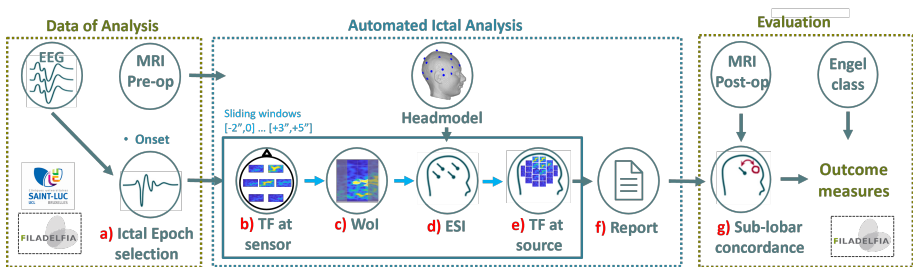 Data of Analysis
EEG
MRI
Pre-op
• Onset
SAINT-LUC
UCL BRUXELLES
FILADELFIA
a) Ictal Epoch
selection
Automated Ictal Analysis
Headmodel
Sliding windows
[-2”,0] ... [+3”,+5”]
b) TF at
sensor
c) WoI
d) ESI
e) TF at
source
f) Report
Evaluation
MRI
Post-op
Engel
class
g) Sub-lobar
concordance
Outcome
measures
FILADELFIA